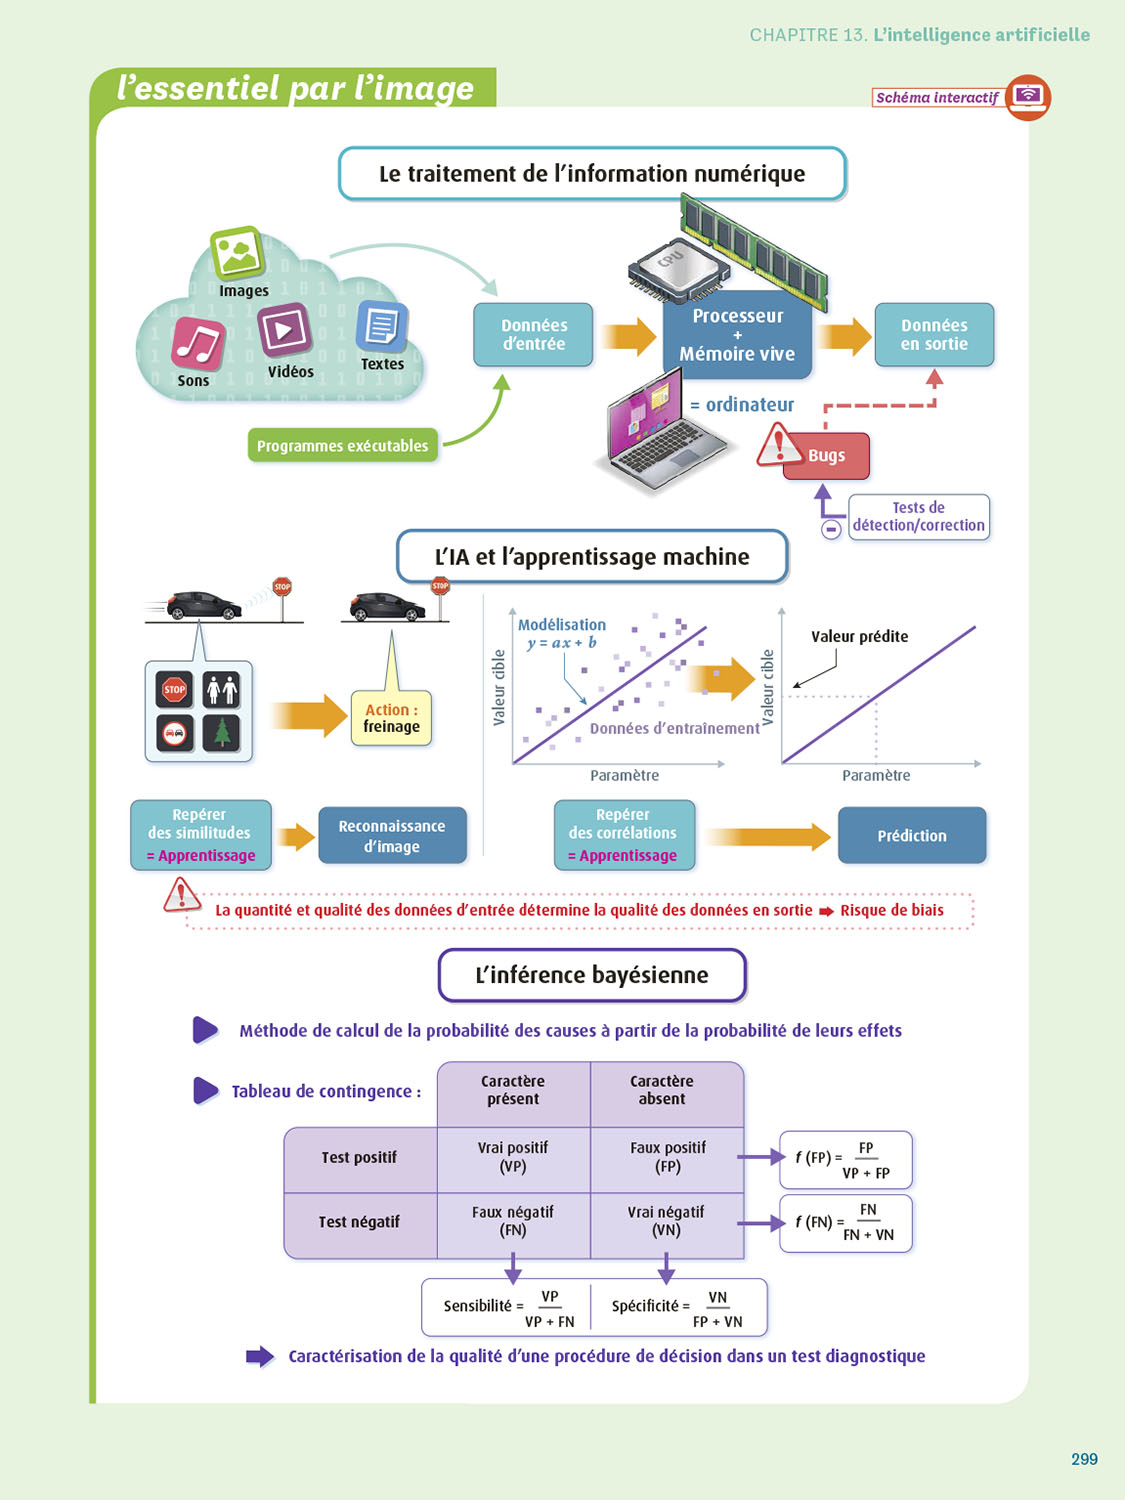 CHAPITRE 13. L'intelligence artificielle
l'essentiel par l'image
Schéma interactif
Le traitement de l'information numérique
Images
Sons
Vidéos
Textes
Programmes exécutables
Données
d'entrée
CPU
Processeur
+
Mémoire vive
= ordinateur
Données
en sortie
Bugs
Tests de
détection/correction
L'IA et l'apprentissage machine
STOP
STOP
STOP
Action :
freinage
Repérer
des similitudes
= Apprentissage
Reconnaissance
d'image
Valeur cible
Modélisation
y = ax + b
Données d'entraînement
Paramètre
Valeur cible
Valeur prédite
Paramètre
Repérer
des corrélations
= Apprentissage
Prédiction
La quantité et qualité des données d'entrée détermine la qualité des données en sortie Risque de biais
L'inférence bayésienne
Méthode de calcul de la probabilité des causes à partir de la probabilité de leurs effets
Tableau de contingence :
Caractère
présent
Caractère
absent
Test positif
Vrai positif
(VP)
Faux positif
(FP)
f (FP) = FP
VP + FP
Test négatif
Faux négatif
(FN)
Vrai négatif
(VN)
f (FN) = FN
FN + VN
Sensibilité = VP
VP + FN
Spécificité = VN
FP + VN
Caractérisation de la qualité d'une procédure de décision dans un test diagnostique
299